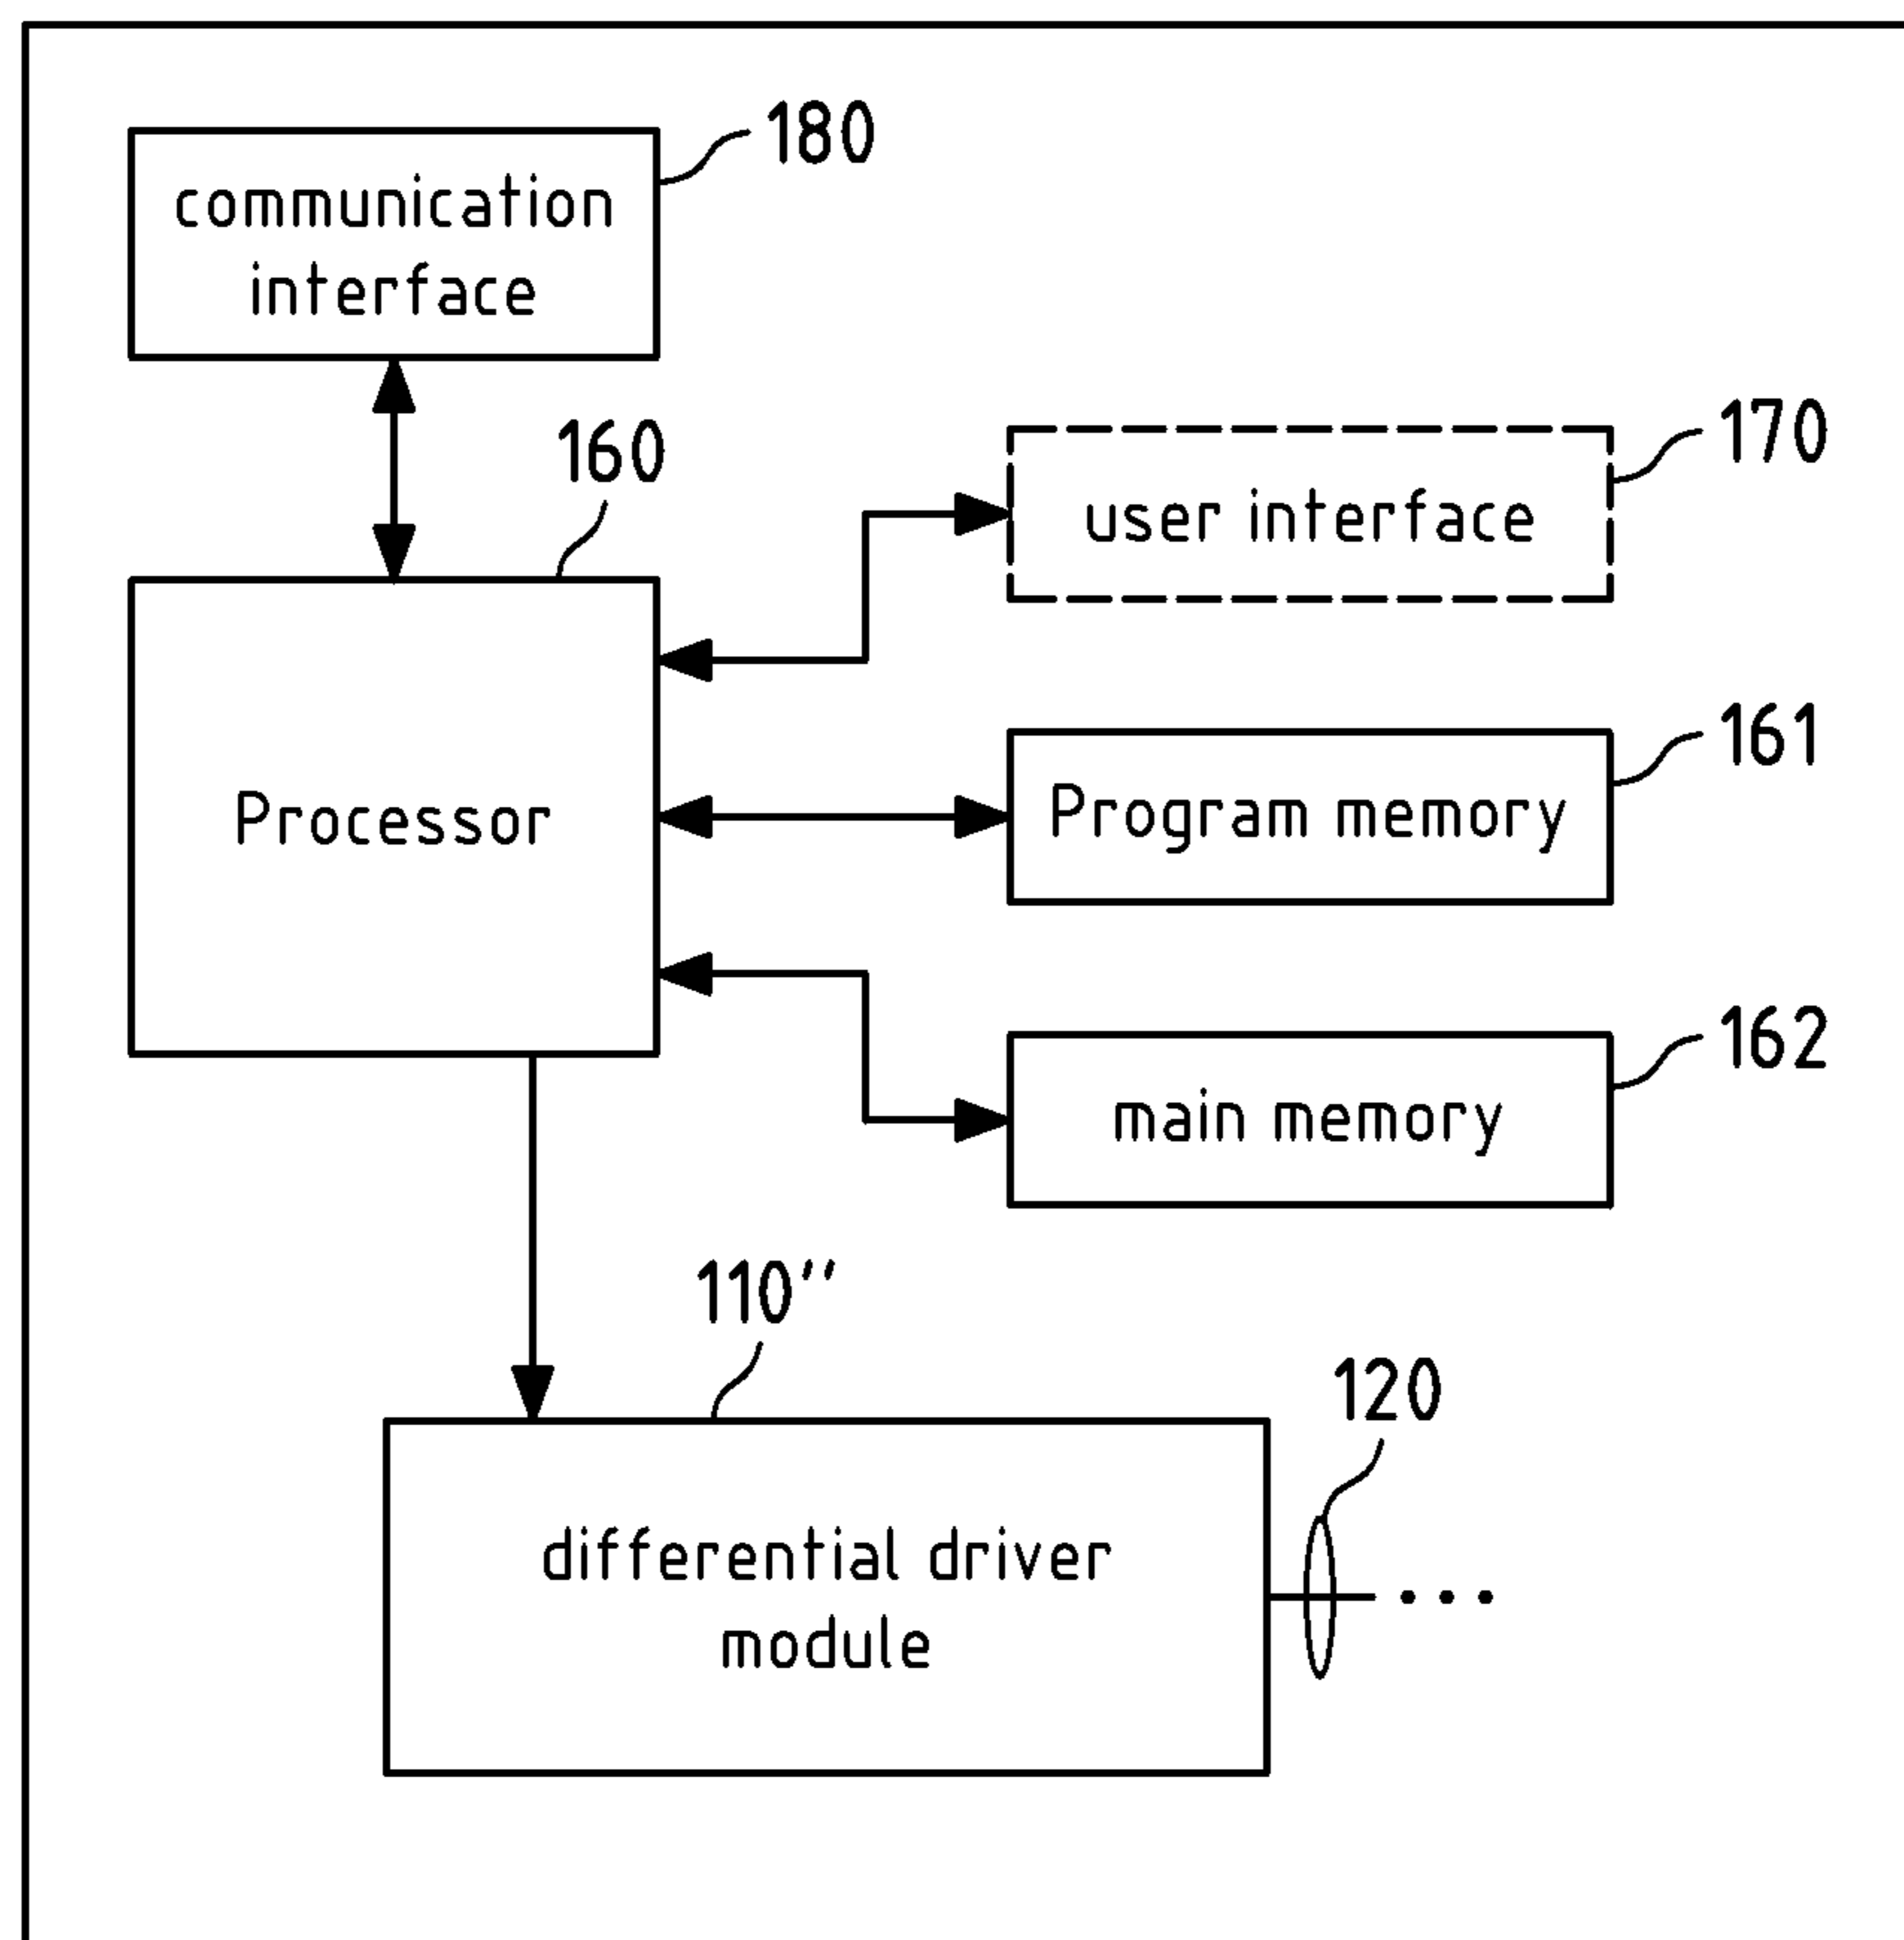 180
communication
interface
160
170
user interface
161
Processor
Program memory
162
main memory
110''
120
differential driver
module